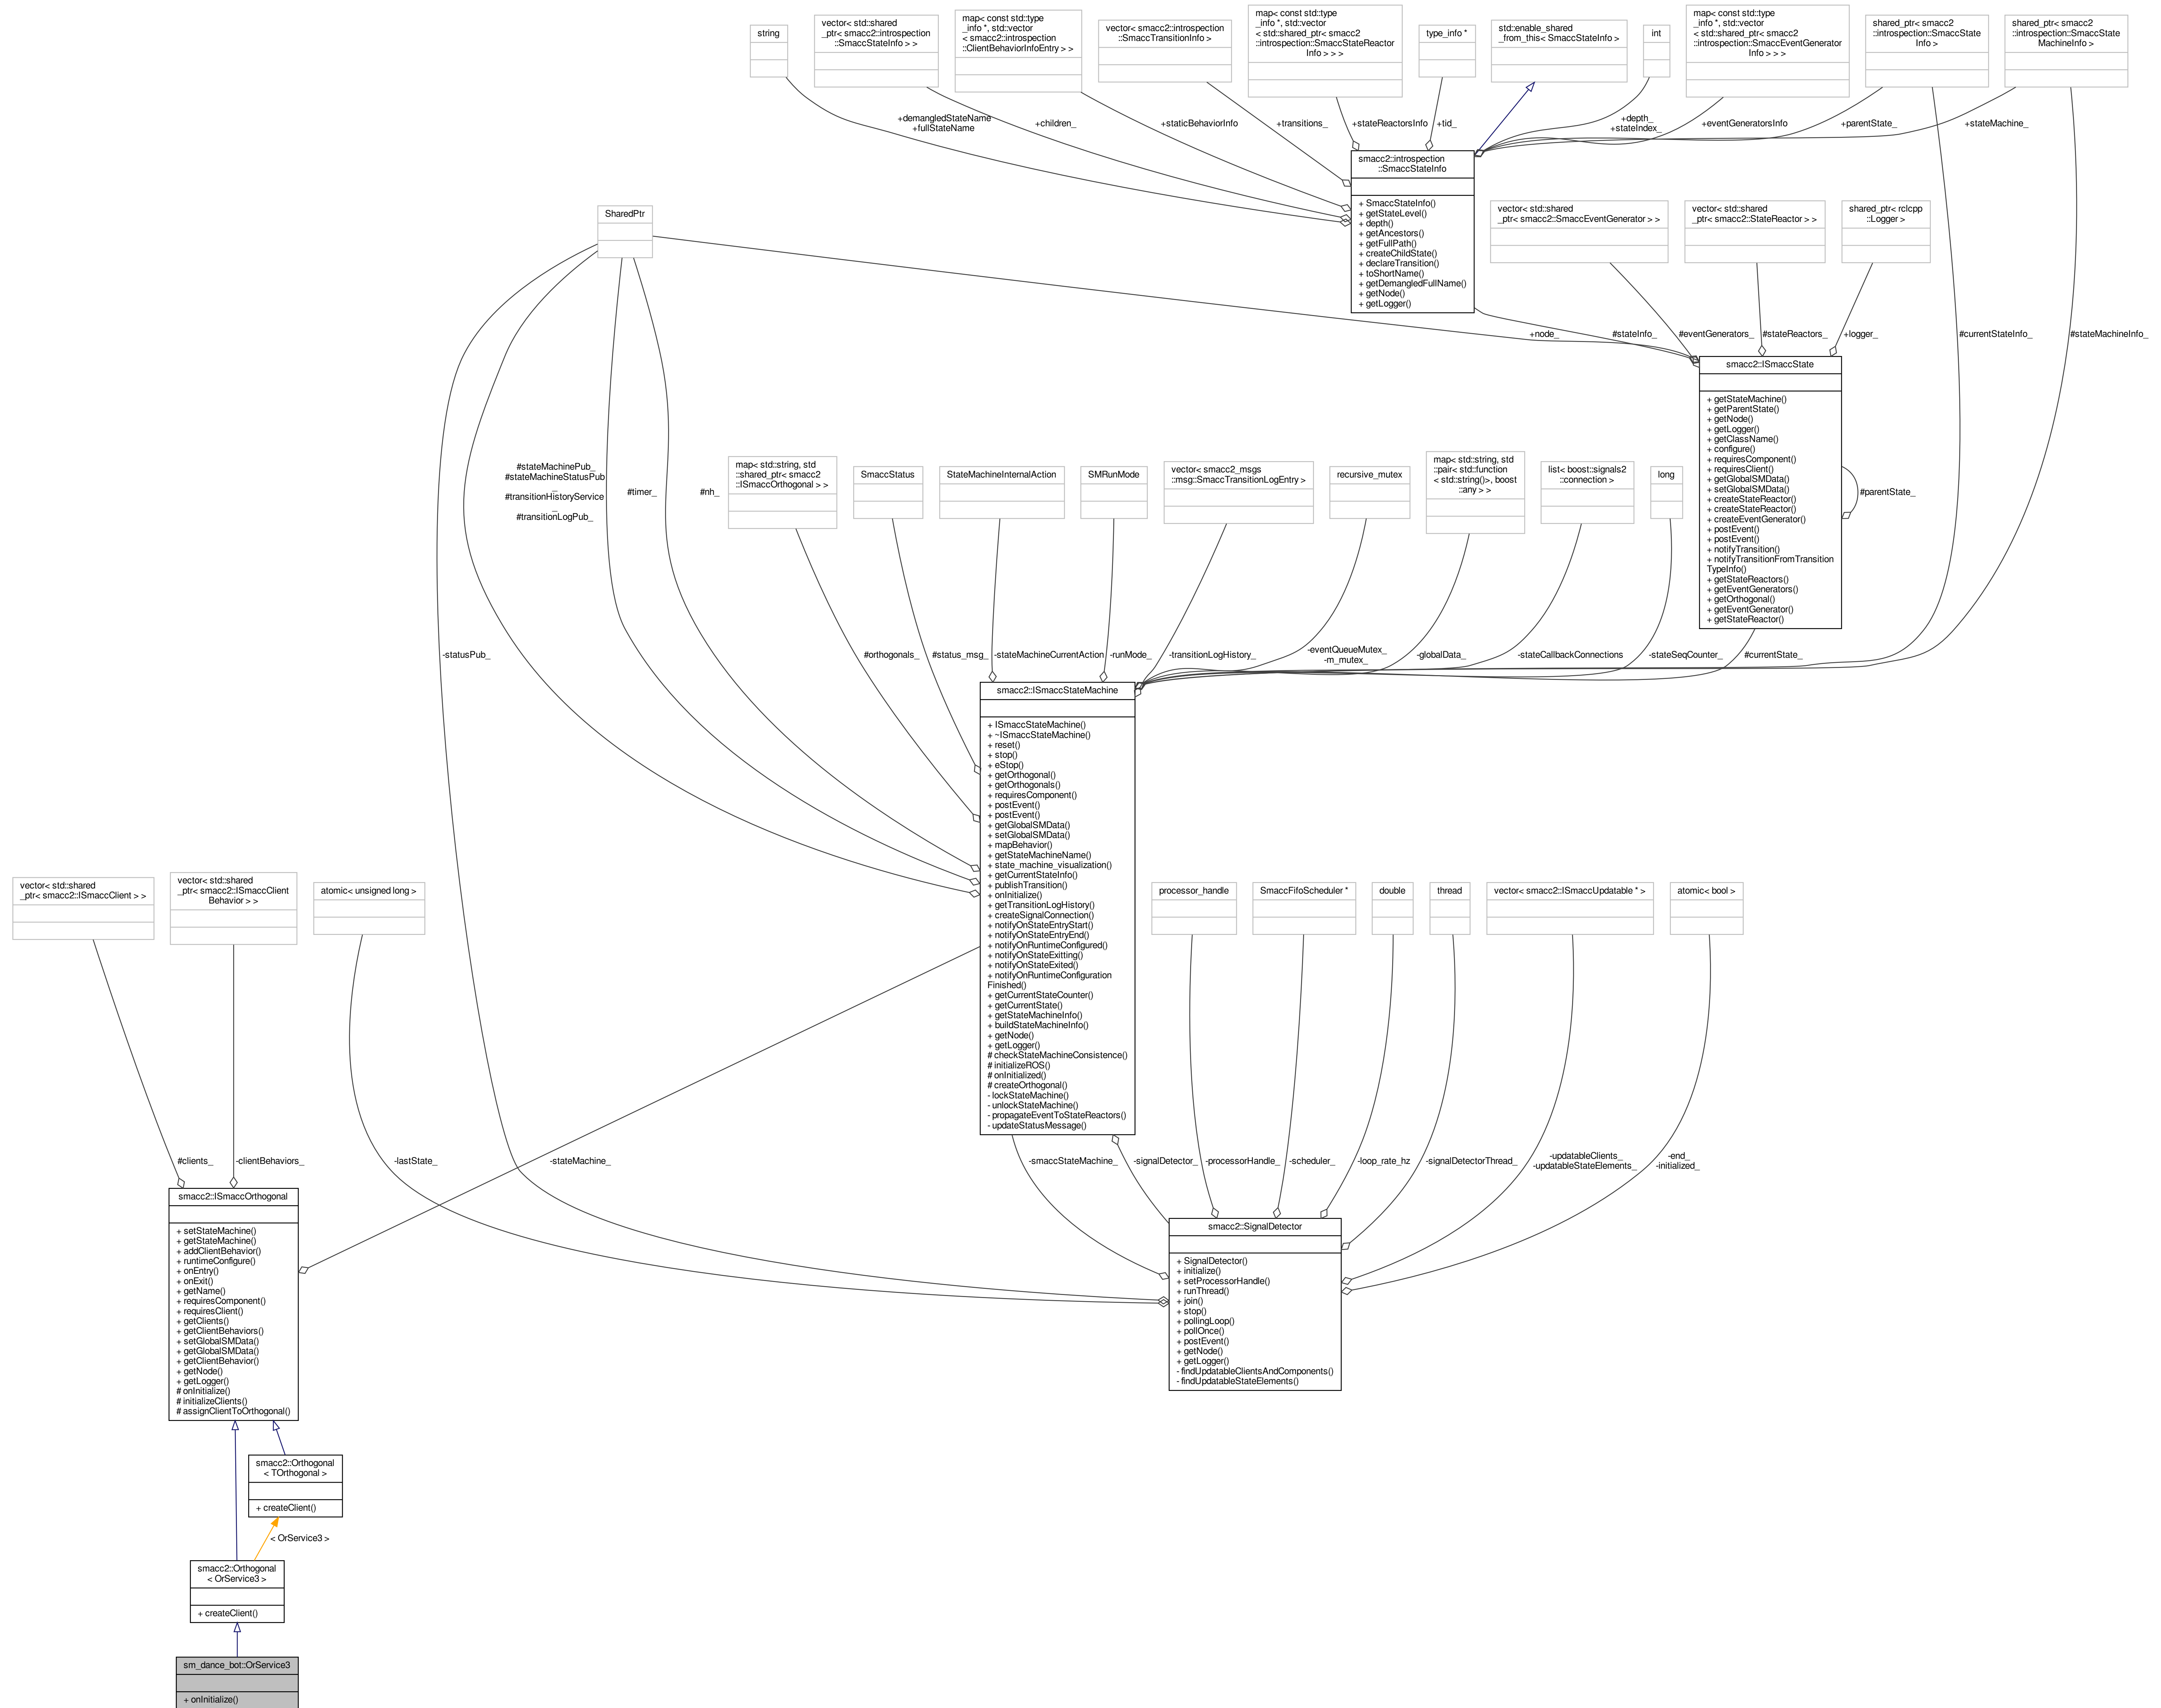 string
vector< std::shared
_ptr< smacc2::introspection
::SmaccStateInfo > >
map< const std::type
_info *, std::vector
< smacc2::introspection
::ClientBehaviorInfoEntry > >
vector< smacc2::introspection
::SmaccTransitionInfo >
map< const std::type
_info *, std::vector
< std::shared_ptr< smacc2
::introspection::SmaccStateReactor
Info > > >
type_info *
std::enable_shared
_from_this< SmaccStateInfo >
int
map< const std::type
_info *, std::vector
< std::shared_ptr< smacc2
::introspection::SmaccEventGenerator
Info > > >
shared_ptr< smacc2
::introspection::SmaccState
Info >
shared_ptr< smacc2
::introspection::SmaccState
MachineInfo >
+demangledStateName
+fullStateName
+children_
+staticBehaviorInfo
+transitions_
+stateReactorsInfo
+tid_
+depth_
+stateIndex_
+eventGeneratorsInfo
+parentState_
+stateMachine_
smacc2::introspection
::SmaccStateInfo
+ SmaccStateInfo()
+ getStateLevel()
+ depth()
+ getAncestors()
+ getFullPath()
+ createChildState()
+ declareTransition()
+ toShortName()
+ getDemangledFullName()
+ getNode()
+ getLogger()
SharedPtr
vector< std::shared
_ptr< smacc2::SmaccEventGenerator > >
vector< std::shared
_ptr< smacc2::StateReactor > >
shared_ptr< rclcpp
::Logger >
+node_
#stateInfo_
#eventGenerators_
#stateReactors_
+logger_
#currentStateInfo_
#stateMachineInfo_
smacc2::ISmaccState
+ getStateMachine()
+ getParentState()
+ getNode()
+ getLogger()
+ getClassName()
+ configure()
+ requiresComponent()
+ requiresClient()
+ getGlobalSMData()
+ setGlobalSMData()
+ createStateReactor()
+ createStateReactor()
+ createEventGenerator()
+ postEvent()
+ postEvent()
+ notifyTransition()
+ notifyTransitionFromTransition
TypeInfo()
+ getStateReactors()
+ getEventGenerators()
+ getOrthogonal()
+ getEventGenerator()
+ getStateReactor()
#parentState_
#stateMachinePub_
#stateMachineStatusPub
_
#transitionHistoryService
_
#transitionLogPub_
#timer_
#nh_
map< std::string, std
::shared_ptr< smacc2
::ISmaccOrthogonal > >
SmaccStatus
StateMachineInternalAction
SMRunMode
vector< smacc2_msgs
::msg::SmaccTransitionLogEntry >
recursive_mutex
map< std::string, std
::pair< std::function
< std::string()>, boost
::any > >
list< boost::signals2
::connection >
long
-statusPub_
#orthogonals_
#status_msg_
-stateMachineCurrentAction
-runMode_
-transitionLogHistory_
-eventQueueMutex_
-m_mutex_
-globalData_
-stateCallbackConnections
-stateSeqCounter_
#currentState_
smacc2::ISmaccStateMachine
+ ISmaccStateMachine()
+ ~ISmaccStateMachine()
+ reset()
+ stop()
+ eStop()
+ getOrthogonal()
+ getOrthogonals()
+ requiresComponent()
+ postEvent()
+ postEvent()
+ getGlobalSMData()
+ setGlobalSMData()
+ mapBehavior()
+ getStateMachineName()
+ state_machine_visualization()
+ getCurrentStateInfo()
+ publishTransition()
+ onInitialize()
+ getTransitionLogHistory()
+ createSignalConnection()
+ notifyOnStateEntryStart()
+ notifyOnStateEntryEnd()
+ notifyOnRuntimeConfigured()
+ notifyOnStateExitting()
+ notifyOnStateExited()
+ notifyOnRuntimeConfiguration
Finished()
+ getCurrentStateCounter()
+ getCurrentState()
+ getStateMachineInfo()
+ buildStateMachineInfo()
+ getNode()
+ getLogger()
# checkStateMachineConsistence()
# initializeROS()
# onInitialized()
# createOrthogonal()
- lockStateMachine()
- unlockStateMachine()
- propagateEventToStateReactors()
- updateStatusMessage()
vector< std::shared
_ptr< smacc2::ISmaccClient > >
vector< std::shared
_ptr< smacc2::ISmaccClient
Behavior > >
atomic< unsigned long >
processor_handle
SmaccFifoScheduler *
double
thread
vector< smacc2::ISmaccUpdatable * >
atomic< bool >
#clients_
-clientBehaviors_
-lastState_
-stateMachine_
-smaccStateMachine_
-signalDetector_
-processorHandle_
-scheduler_
-loop_rate_hz
-signalDetectorThread_
-updatableClients_
-updatableStateElements_
-end_
-initialized_
smacc2::ISmaccOrthogonal
+ setStateMachine()
+ getStateMachine()
+ addClientBehavior()
+ runtimeConfigure()
+ onEntry()
+ onExit()
+ getName()
+ requiresComponent()
+ requiresClient()
+ getClients()
+ getClientBehaviors()
+ setGlobalSMData()
+ getGlobalSMData()
+ getClientBehavior()
+ getNode()
+ getLogger()
# onInitialize()
# initializeClients()
# assignClientToOrthogonal()
smacc2::SignalDetector
+ SignalDetector()
+ initialize()
+ setProcessorHandle()
+ runThread()
+ join()
+ stop()
+ pollingLoop()
+ pollOnce()
+ postEvent()
+ getNode()
+ getLogger()
- findUpdatableClientsAndComponents()
- findUpdatableStateElements()
smacc2::Orthogonal
< TOrthogonal >
+ createClient()
< OrService3 >
smacc2::Orthogonal
< OrService3 >
+ createClient()
sm_dance_bot::OrService3
+ onInitialize()